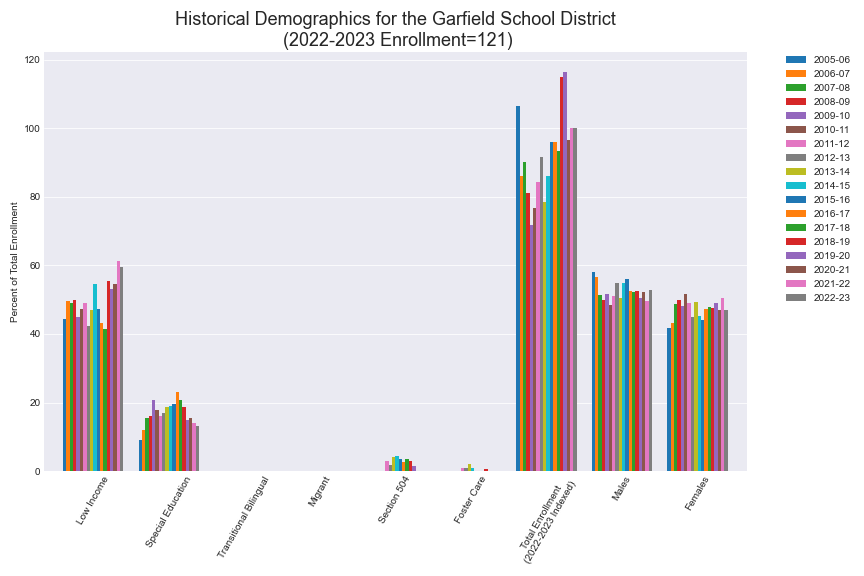 Historical Demographics for the Garfield School District
(2022-2023 Enrollment=121)
Percent of Total Enrollment
120
100
80
60
40
20
0
Low Income
Special Education
Transitional Bilingual
Migrant
Section 504
Foster Care
Total Enrollment
(2022-2023 Indexed)
Males
Females
2005-06
2006-07
2007-08
2008-09
2009-10
2010-11
2011-12
2012-13
2013-14
2014-15
2015-16
2016-17
2017-18
2018-19
2019-20
2020-21
2021-22
2022-23